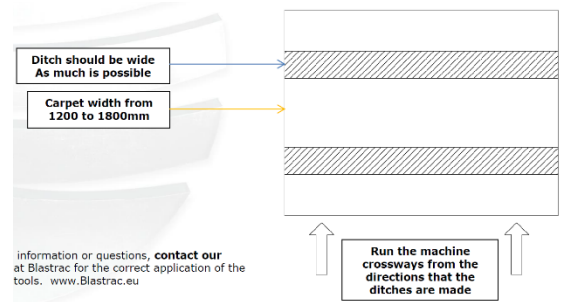 Ditch should be wide
As much is possible
Carpet width from
1200 to 1800mm
information or questions, contact our
at Blastrac for the correct application of the
tools. www.Blastrac.eu
Run the machine
crossways from the
directions that the
ditches are made